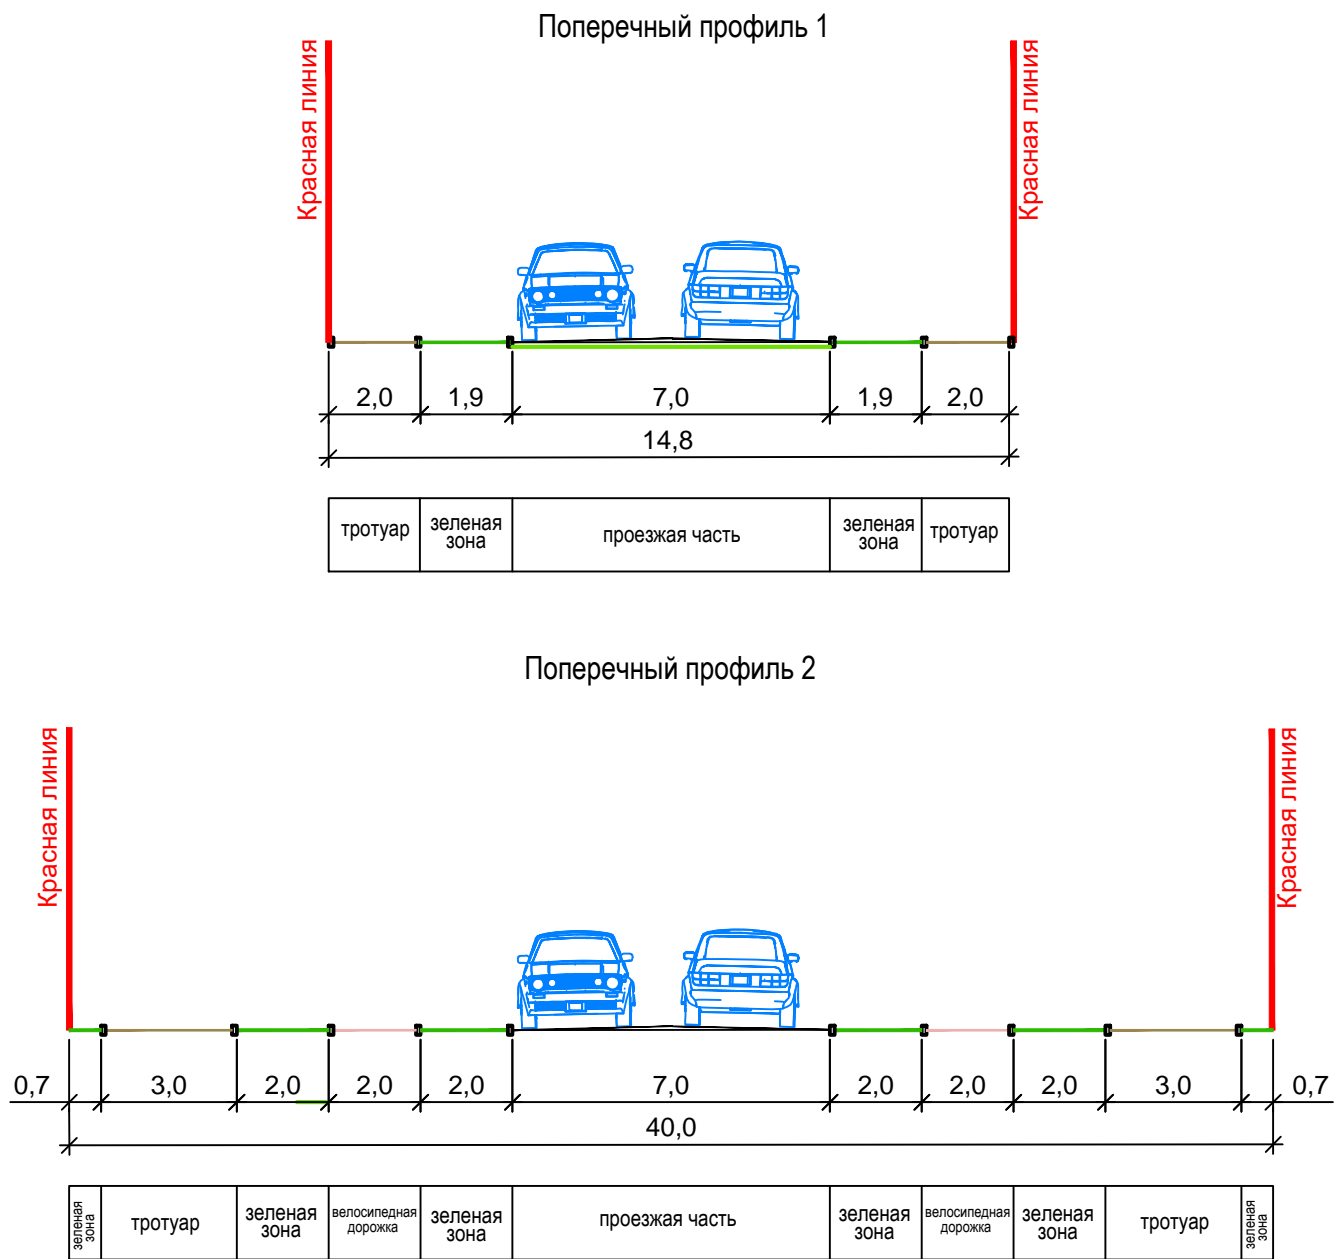 Поперечный профиль 1
Красная линия
Красная линия
2,0 1,9 7,0 1,9 2,0
14,8
тротуар зеленая зона проезжая часть зеленая зона тротуар
Поперечный профиль 2
Красная линия
Красная линия
0,7 3,0 2,0 2,0 2,0 7,0 2,0 2,0 2,0 3,0 0,7
40,0
зеленая зона тротуар зеленая зона велосипедная дорожка зеленая зона проезжая часть зеленая зона велосипедная дорожка зеленая зона тротуар зеленая зона